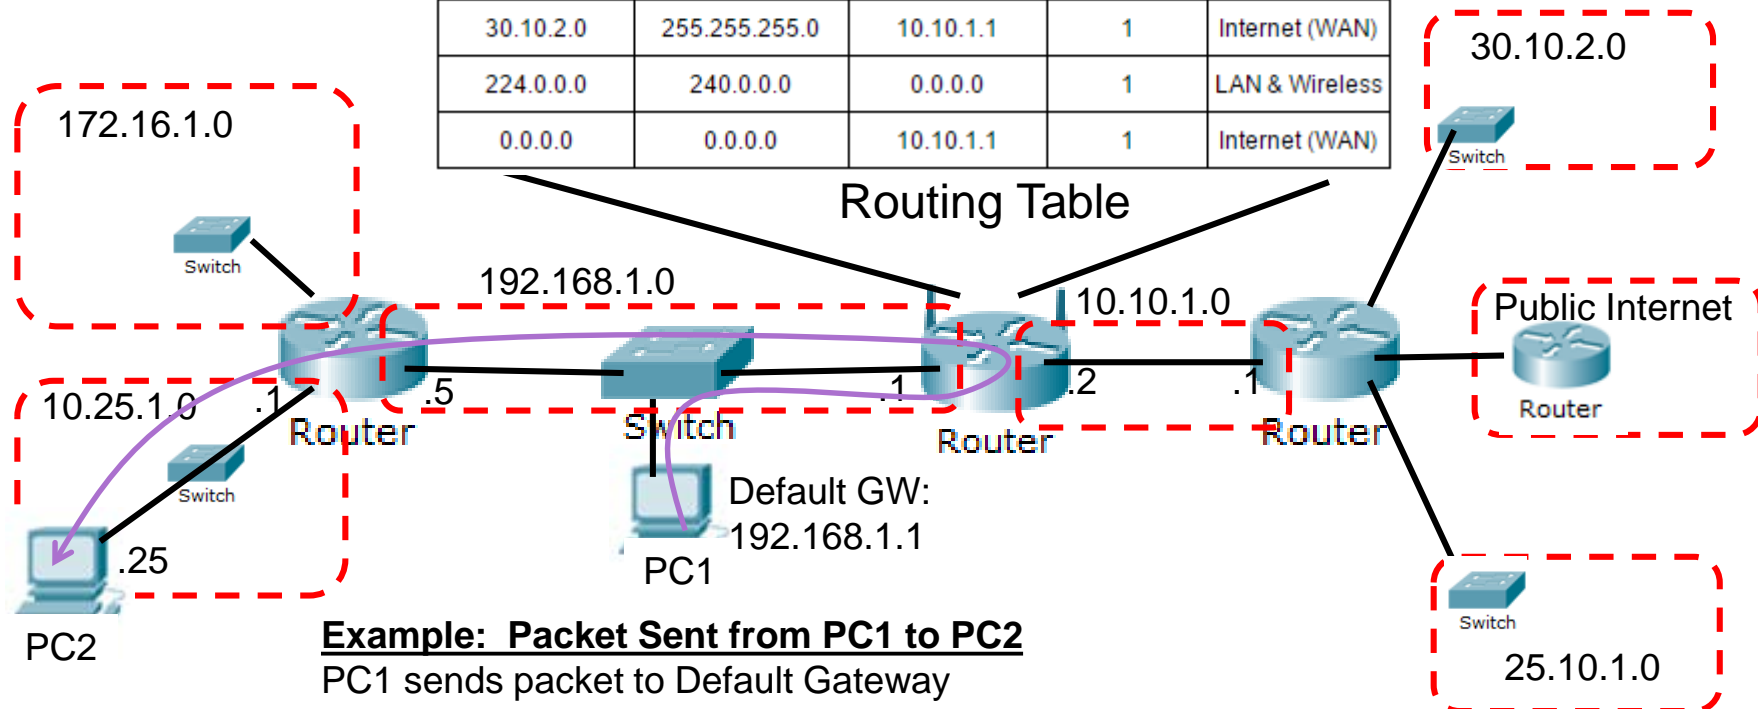 30.10.2.0 255.255.255.0 10.10.1.1 1 Internet (WAN)
224.0.0.0 240.0.0.0 0.0.0.0 1 LAN & Wireless
0.0.0.0 0.0.0.0 10.10.1.1 1 Internet (WAN)
Routing Table
30.10.2.0
Switch
172.16.1.0
Switch
192.168.1.0
10.10.1.0
Public Internet
Router
10.25.1.0
.1
.5
.1
.2
.1
Router
Switch
Router
Router
Switch
.25
PC2
Default GW:
192.168.1.1
PC1
Switch
25.10.1.0
Example: Packet Sent from PC1 to PC2
PC1 sends packet to Default Gateway